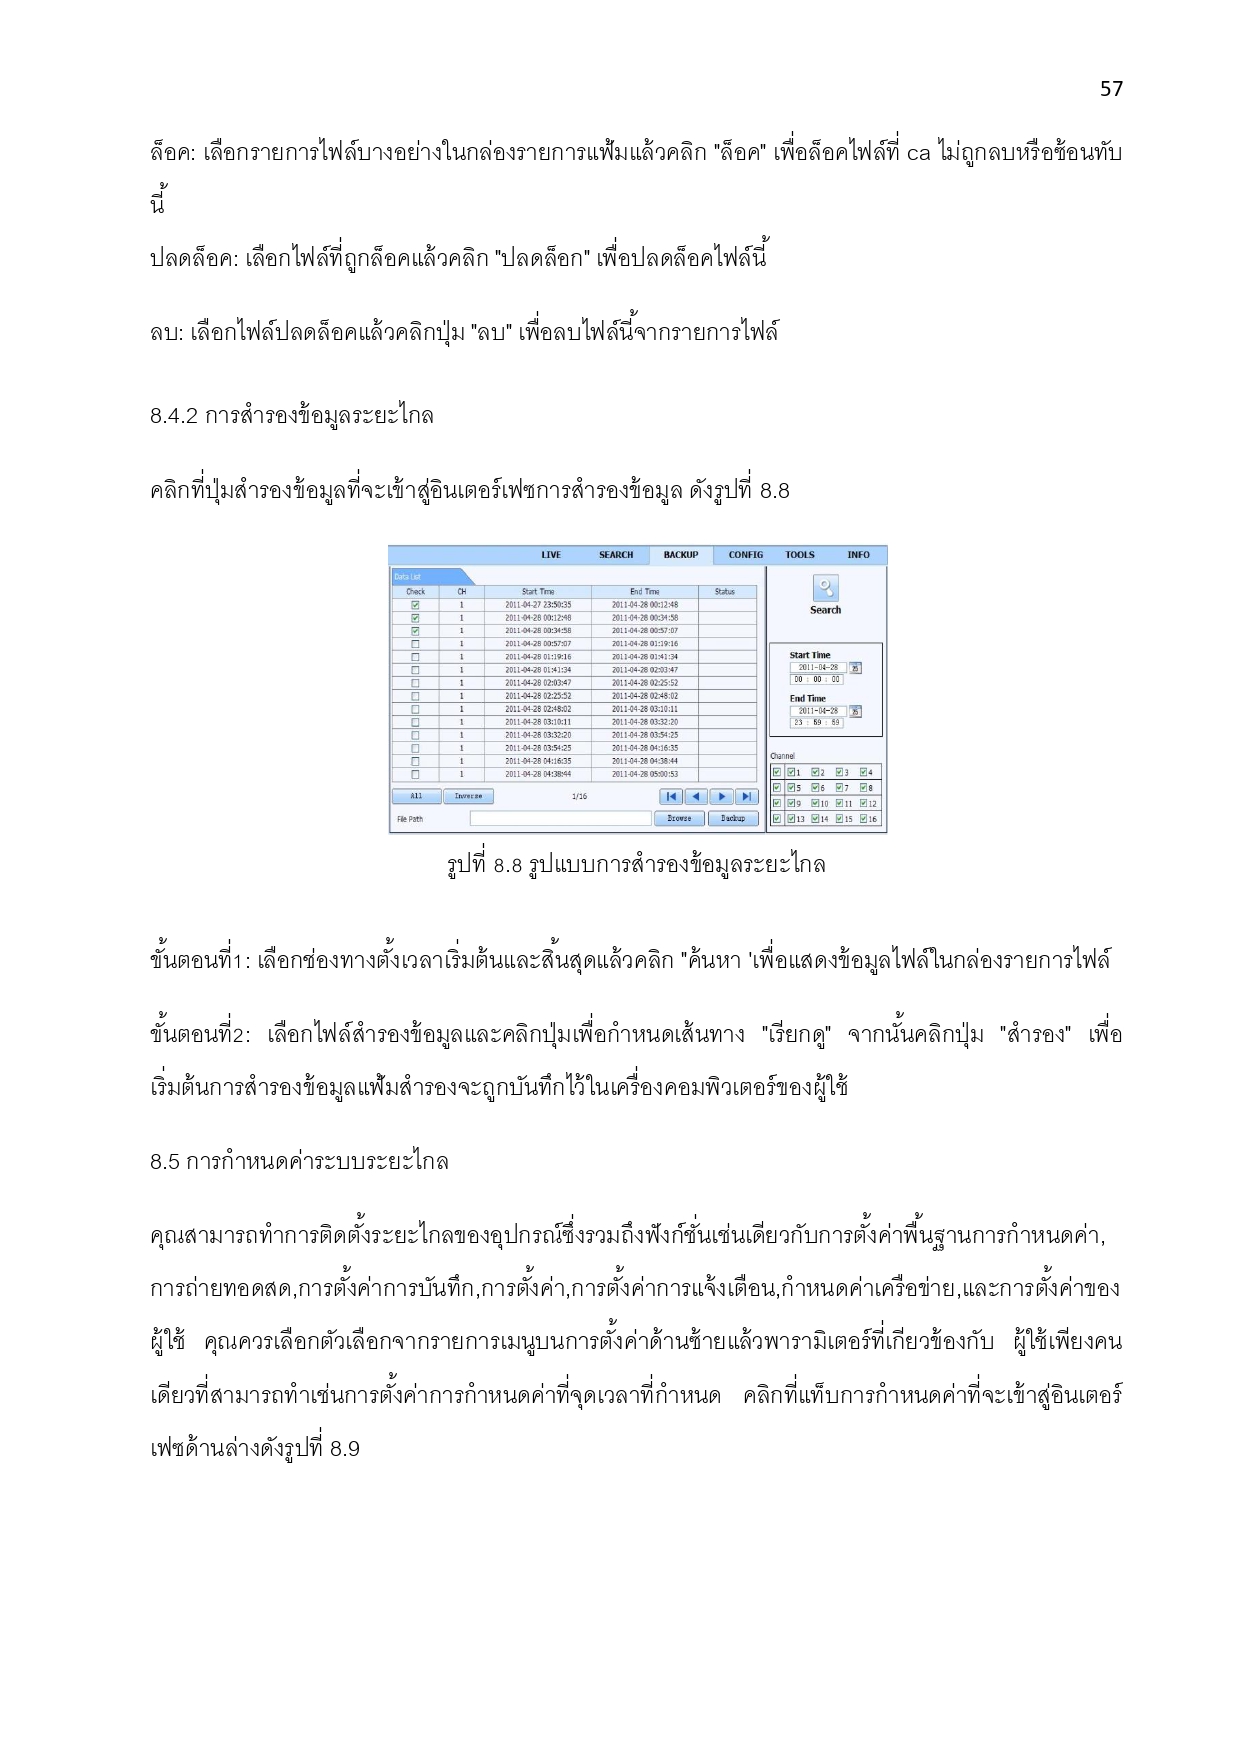 57
ล็อค: เลือกรายการไฟล์บางอย่างในกล่องรายการแฟ้มแล้วคลิก "ล็อค" เพื่อล็อคไฟล์ที่ ca ไม่ถูกลบหรือซ้อนทับ
นี้
ปลดล็อค: เลือกไฟล์ที่ถูกล็อคแล้วคลิก "ปลดล็อก" เพื่อปลดล็อคไฟล์นี้
ลบ: เลือกไฟล์ปลดล็อคแล้วคลิกปุ่ม "ลบ" เพื่อลบไฟล์นี้จากรายการไฟล์
8.4.2 การสำรองข้อมูลระยะไกล
คลิกที่ปุ่มสำรองข้อมูลที่จะเข้าสู่อินเตอร์เฟซการสำรองข้อมูล ดังรูปที่ 8.8
LIVE SEARCH BACKUP CONFIG TOOLS INFO
Data List
Check CH Start Time End Time Status
1 2011-04-27 23:50:35 2011-04-28 00:12:48
1 2011-04-28 00:12:48 2011-04-28 00:34:58
1 2011-04-28 00:34:58 2011-04-28 00:57:07
1 2011-04-28 00:57:07 2011-04-28 01:19:16
1 2011-04-28 01:19:16 2011-04-28 01:41:34
1 2011-04-28 01:41:34 2011-04-28 02:03:47
1 2011-04-28 02:03:47 2011-04-28 02:25:52
1 2011-04-28 02:25:52 2011-04-28 02:48:02
1 2011-04-28 02:48:02 2011-04-28 03:10:11
1 2011-04-28 03:10:11 2011-04-28 03:32:20
1 2011-04-28 03:32:20 2011-04-28 03:54:25
1 2011-04-28 03:54:25 2011-04-28 04:16:35
1 2011-04-28 04:16:35 2011-04-28 04:38:44
1 2011-04-28 04:38:44 2011-04-28 05:00:53
All Inverse 1/16
File Path Browse Backup
Search
Start Time
2011-04-28
00 : 00 : 00
End Time
2011-04-28
23 : 59 : 59
Channel
1 2 3 4
5 6 7 8
9 10 11 12
13 14 15 16
รูปที่ 8.8 รูปแบบการสำรองข้อมูลระยะไกล
ขั้นตอนที่1: เลือกช่องทางตั้งเวลาเริ่มต้นและสิ้นสุดแล้วคลิก "ค้นหา 'เพื่อแสดงข้อมูลไฟล์ในกล่องรายการไฟล์
ขั้นตอนที่2: เลือกไฟล์สำรองข้อมูลและคลิกปุ่มเพื่อกำหนดเส้นทาง "เรียกดู" จากนั้นคลิกปุ่ม "สำรอง" เพื่อ
เริ่มต้นการสำรองข้อมูลแฟ้มสำรองจะถูกบันทึกไว้ในเครื่องคอมพิวเตอร์ของผู้ใช้
8.5 การกำหนดค่าระบบระยะไกล
คุณสามารถทำการติดตั้งระยะไกลของอุปกรณ์ซึ่งรวมถึงฟังก์ชั่นเช่นเดียวกับการตั้งค่าพื้นฐานการกำหนดค่า,
การถ่ายทอดสด,การตั้งค่าการบันทึก,การตั้งค่า,การตั้งค่าการแจ้งเตือน,กำหนดค่าเครือข่าย,และการตั้งค่าของ
ผู้ใช้ คุณควรเลือกตัวเลือกจากรายการเมนูบนการตั้งค่าด้านซ้ายแล้วพารามิเตอร์ที่เกียวข้องกับ ผู้ใช้เพียงคน
เดียวที่สามารถทำเช่นการตั้งค่าการกำหนดค่าที่จุดเวลาที่กำหนด คลิกที่แท็บการกำหนดค่าที่จะเข้าสู่อินเตอร์
เฟซด้านล่างดังรูปที่ 8.9